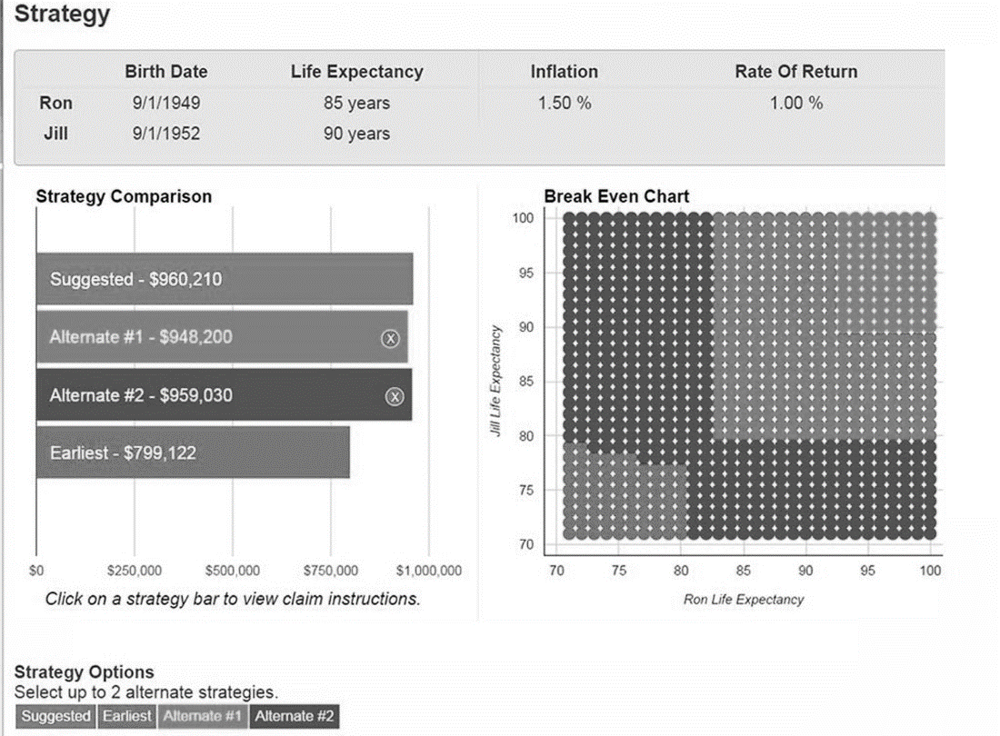 Strategy
Birth Date Life Expectancy Inflation Rate Of Return
Ron 9/1/1949 85 years 1.50 % 1.00 %
Jill 9/1/1952 90 years
Strategy Comparison
Suggested - $960,210
Alternate #1 - $948,200 X
Alternate #2 - $959,030 X
Earliest - $799,122
$0 $250,000 $500,000 $750,000 $1,000,000
Click on a strategy bar to view claim instructions.
Break Even Chart
100
95
90
85
80
75
70
Jill Life Expectancy
70 75 80 85 90 95 100
Ron Life Expectancy
Strategy Options
Select up to 2 alternate strategies.
Suggested Earliest Alternate #1 Alternate #2